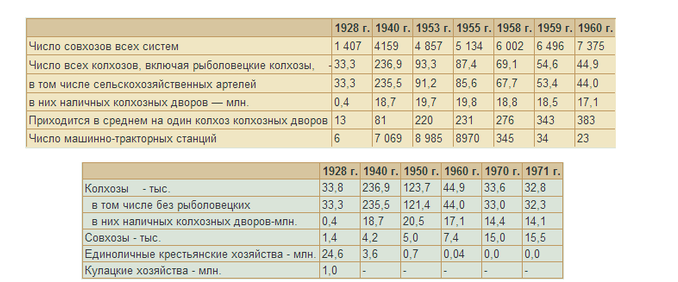 1928 г. 1940 г. 1953 г. 1955 г. 1958 г. 1959 г. 1960 г.
Число совхозов всех систем 1 407 4159 4 857 5 134 6 002 6 496 7 375
Число всех колхозов, включая рыболовецкие колхозы, - 33,3 236,9 93,3 87,4 69,1 54,6 44,9
в том числе сельскохозяйственно артелей 33,3 235,5 91,2 85,6 67,7 53,4 44,0
в них наличных колхозных дворов — млн. 0,4 18,7 19,7 19,8 18,8 18,5 17,1
Приходится в среднем на один колхоз колхозных дворов 13 81 220 231 276 343 383
Число машинно-тракторных станций 6 7 069 8 985 8970 345 34 23
1928 г. 1940 г. 1950 г. 1960 г. 1970 г. 1971 г.
Колхозы - тыс. 33,8 236,9 123,7 44,9 33,6 32,8
в том числе без рыболовецких 33,3 235,5 121,4 44,0 33,0 32,3
в них наличных колхозных дворов-млн. 0,4 18,7 20,5 17,1 14,4 14,1
Совхозы - тыс. 1,4 4,2 5,0 7,4 15,0 15,5
Единоличные крестьянские хозяйства - млн. 24,6 3,6 0,7 0,04 0,0 0,0
Кулацкие хозяйства - млн. 1,0 - - - - -